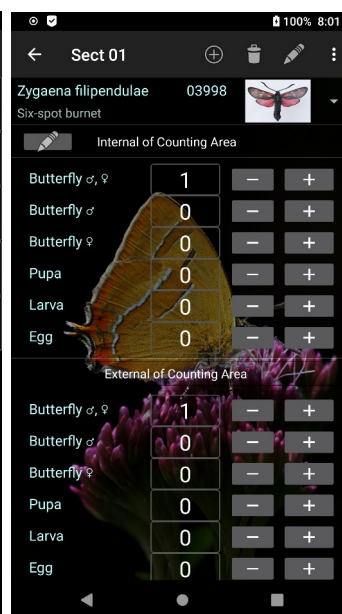 100% 8:01
Sect 01
Zygaena filipendulae 03998
Six-spot burnet
Internal of Counting Area
Butterfly ♂, ♀ 1 − +
Butterfly ♂ 0 − +
Butterfly ♀ 0 − +
Pupa 0 − +
Larva 0 − +
Egg 0 − +
External of Counting Area
Butterfly ♂, ♀ 1 − +
Butterfly ♂ 0 − +
Butterfly ♀ 0 − +
Pupa 0 − +
Larva 0 − +
Egg 0 − +